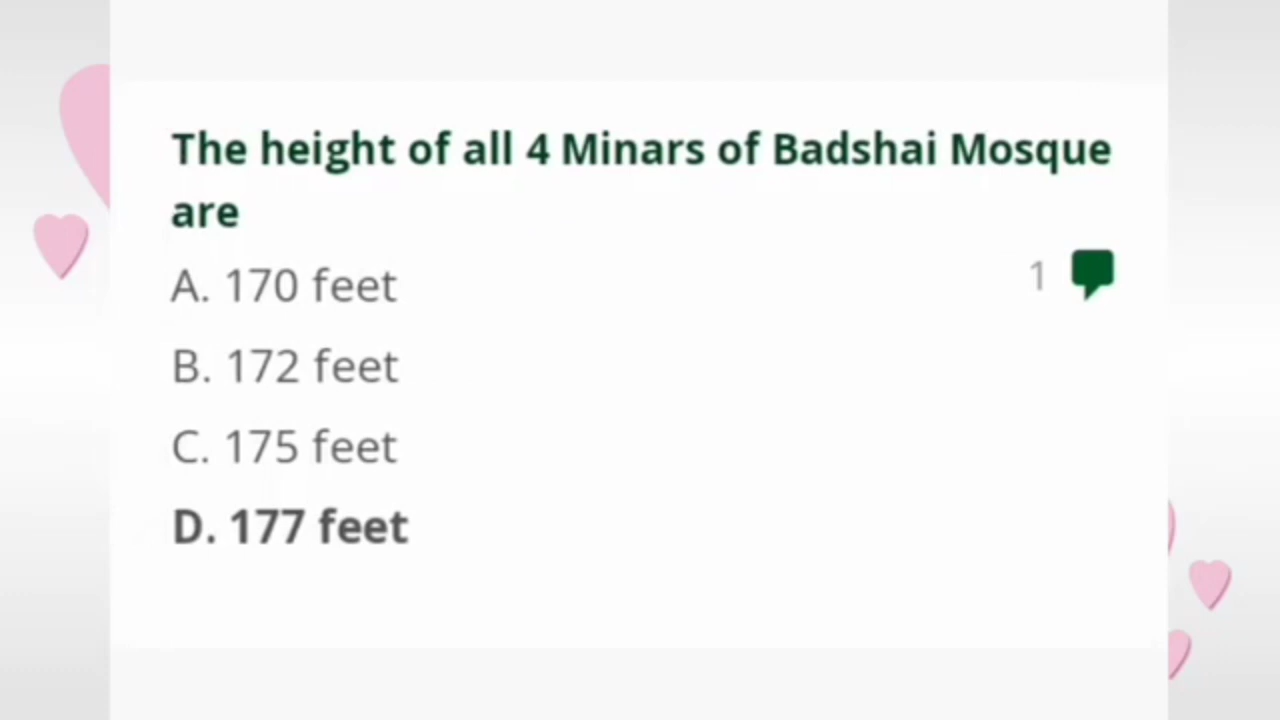 The height of all 4 Minars of Badshai Mosque
are
A. 170 feet
1
B. 172 feet
C. 175 feet
D. 177 feet